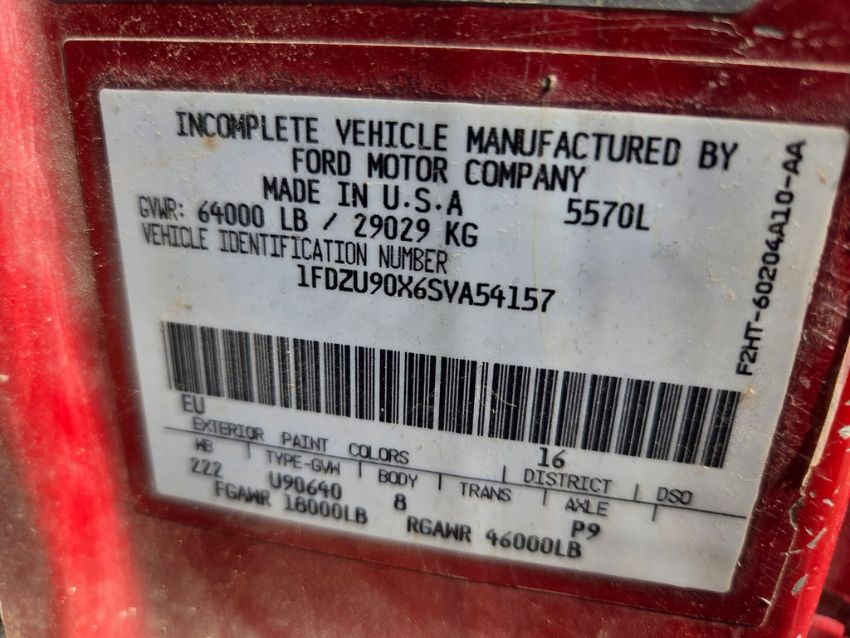 INCOMPLETE VEHICLE MANUFACTURED BY
FORD MOTOR COMPANY
MADE IN U.S.A
5570L
GVWR: 64000 LB / 29029 KG
VEHICLE IDENTIFICATION NUMBER
1FDZU90X6SVA54157
F2HT-60204A10-AA
EU
EXTERIOR PAINT COLORS
16
DISTRICT | DSO
WB | TYPE-GVW | BODY | TRANS | AXLE
222 U90640 8 P9
FGAWR 18000LB RGAWR 46000LB